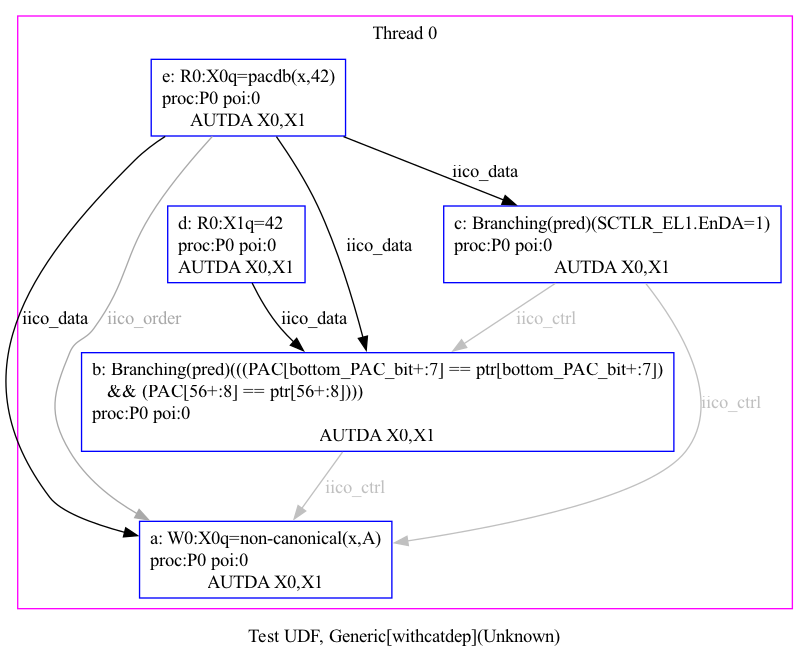 Thread 0
e: R0:X0q=pacdb(x,42)
proc:P0 poi:0
AUTDA X0,X1
iico_data
d: R0:X1q=42
proc:P0 poi:0
AUTDA X0,X1
iico_data
c: Branching(pred)(SCTLR_EL1.EnDA=1)
proc:P0 poi:0
AUTDA X0,X1
iico_data
iico_order
iico_data
iico_ctrl
b: Branching(pred)(((PAC[bottom_PAC_bit+:7] == ptr[bottom_PAC_bit+:7])
&& (PAC[56+:8] == ptr[56+:8])))
proc:P0 poi:0
AUTDA X0,X1
iico_ctrl
iico_ctrl
a: W0:X0q=non-canonical(x,A)
proc:P0 poi:0
AUTDA X0,X1
Test UDF, Generic[withcatdep](Unknown)